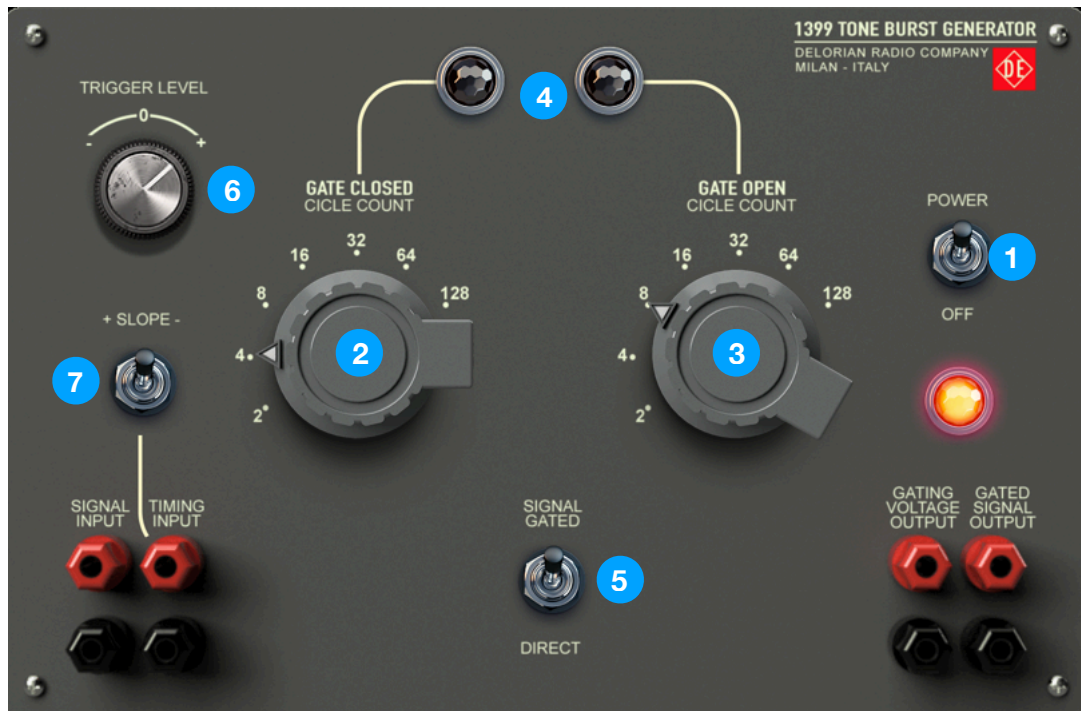 1399 TONE BURST GENERATOR
DELORIAN RADIO COMPANY
MILAN - ITALY
DE
TRIGGER LEVEL
- 0 +
6
4
GATE CLOSED
CICLE COUNT
2 4 8 16 32 64 128
2
GATE OPEN
CICLE COUNT
2 4 8 16 32 64 128
3
POWER
1
OFF
+ SLOPE -
7
SIGNAL
INPUT
TIMING
INPUT
SIGNAL
GATED
5
DIRECT
GATING
VOLTAGE
OUTPUT
GATED
SIGNAL
OUTPUT